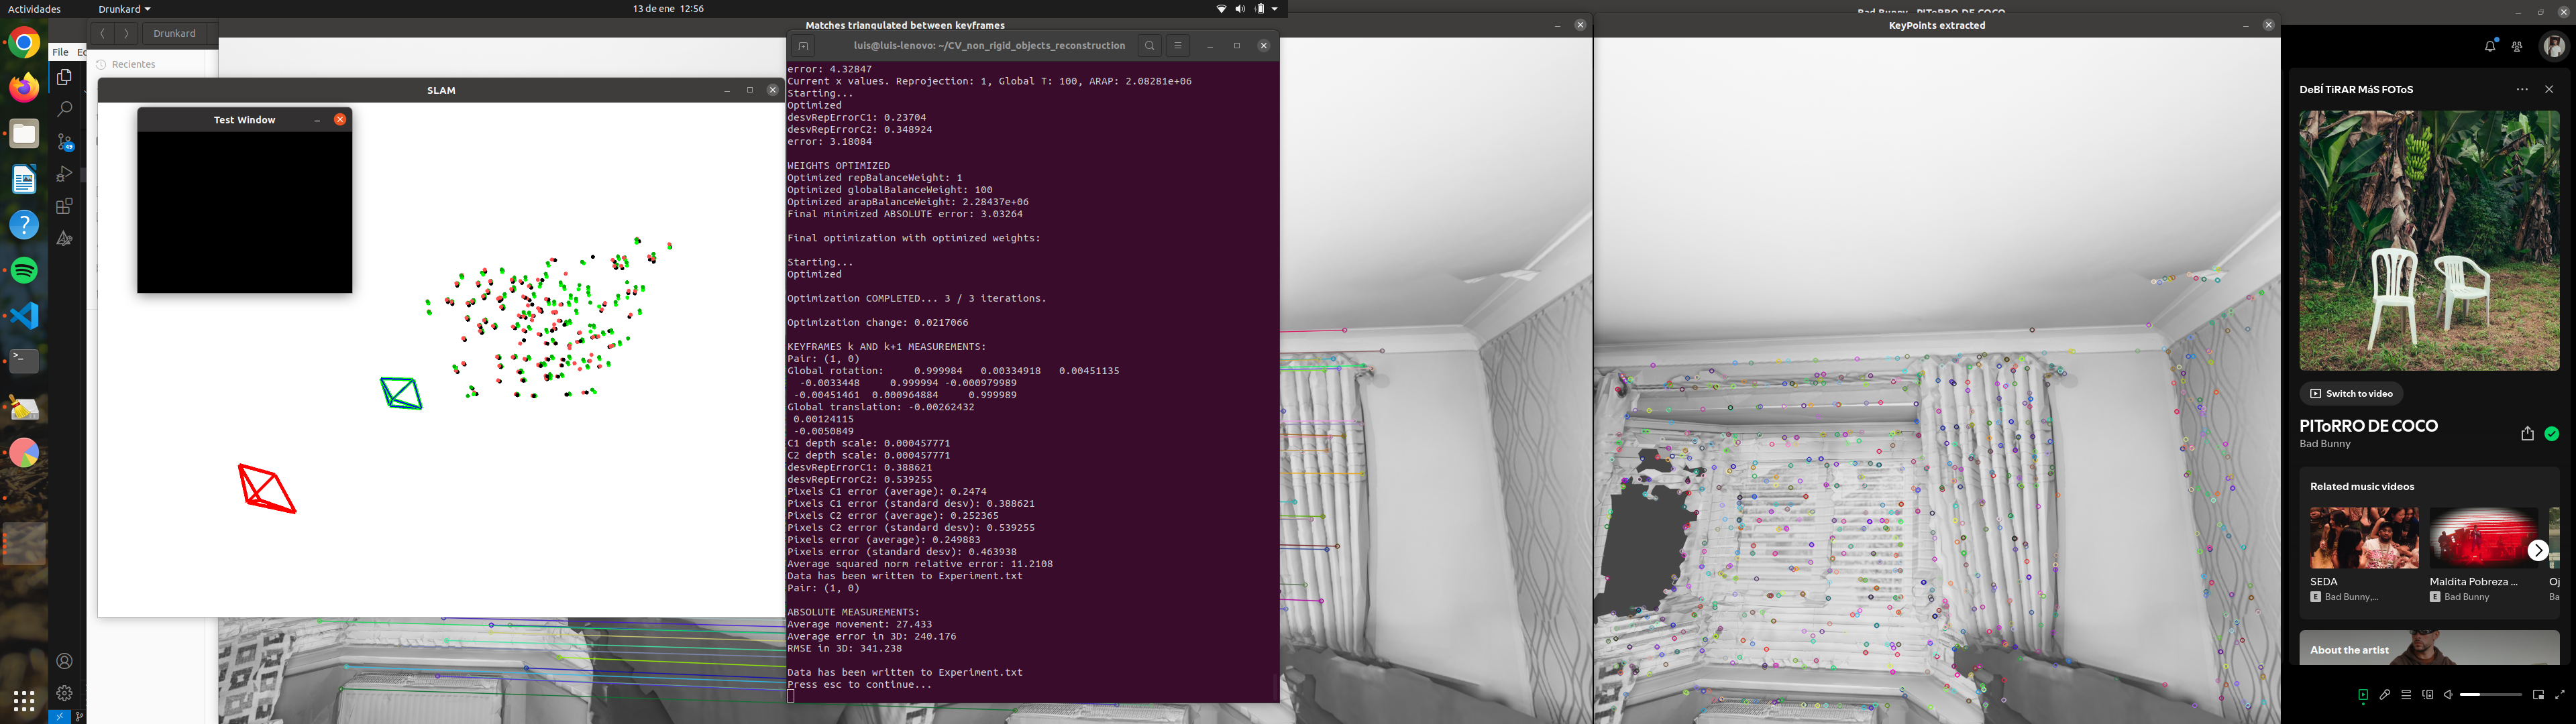 Actividades
Drunkard
13 de ene 12:56
Bad Bunny - PIToRRO DE COCO
Matches triangulated between keyframes
KeyPoints extracted
File
Drunkard
Recientes
SLAM
Test Window
luis@luis-lenovo: ~/CV_non_rigid_objects_reconstruction
error: 4.32847
Current x values. Reprojection: 1, Global T: 100, ARAP: 2.08281e+06
Starting...
Optimized
desvRepErrorC1: 0.23704
desvRepErrorC2: 0.348924
error: 3.18084
WEIGHTS OPTIMIZED
Optimized repBalanceWeight: 1
Optimized globalBalanceWeight: 100
Optimized arapBalanceWeight: 2.28437e+06
Final minimized ABSOLUTE error: 3.03264
Final optimization with optimized weights:
Starting...
Optimized
Optimization COMPLETED... 3 / 3 iterations.
Optimization change: 0.0217066
KEYFRAMES k AND k+1 MEASUREMENTS:
Pair: (1, 0)
Global rotation: 0.999984 0.00334918 0.00451135
-0.0033448 0.999994 -0.000979989
-0.00451461 0.000964884 0.999989
Global translation: -0.00262432
0.00124115
-0.0050849
C1 depth scale: 0.000457771
C2 depth scale: 0.000457771
desvRepErrorC1: 0.388621
desvRepErrorC2: 0.539255
Pixels C1 error (average): 0.2474
Pixels C1 error (standard desv): 0.388621
Pixels C2 error (average): 0.252365
Pixels C2 error (standard desv): 0.539255
Pixels error (average): 0.249883
Pixels error (standard desv): 0.463938
Average squared norm relative error: 11.2108
Data has been written to Experiment.txt
Pair: (1, 0)
ABSOLUTE MEASUREMENTS:
Average movement: 27.433
Average error in 3D: 240.176
RMSE in 3D: 341.238
Data has been written to Experiment.txt
Press esc to continue...
DeBÍ TiRAR MáS FOToS
Switch to video
PIToRRO DE COCO
Bad Bunny
Related music videos
SEDA
E Bad Bunny,...
Maldita Pobreza ...
E Bad Bunny
Oj
Ba
About the artist
49